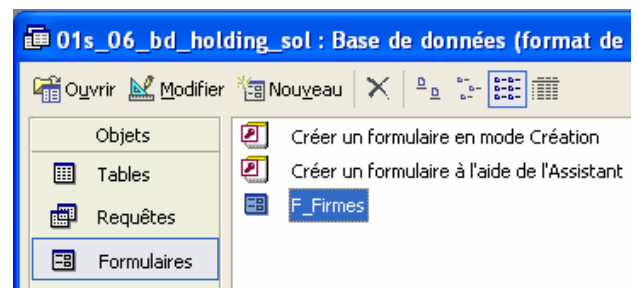 01s_06_bd_holding_sol : Base de données (format de
Ouvrir Modifier Nouveau
Objets
Créer un formulaire en mode Création
Tables
Créer un formulaire à l'aide de l'Assistant
Requêtes
F_Firmes
Formulaires